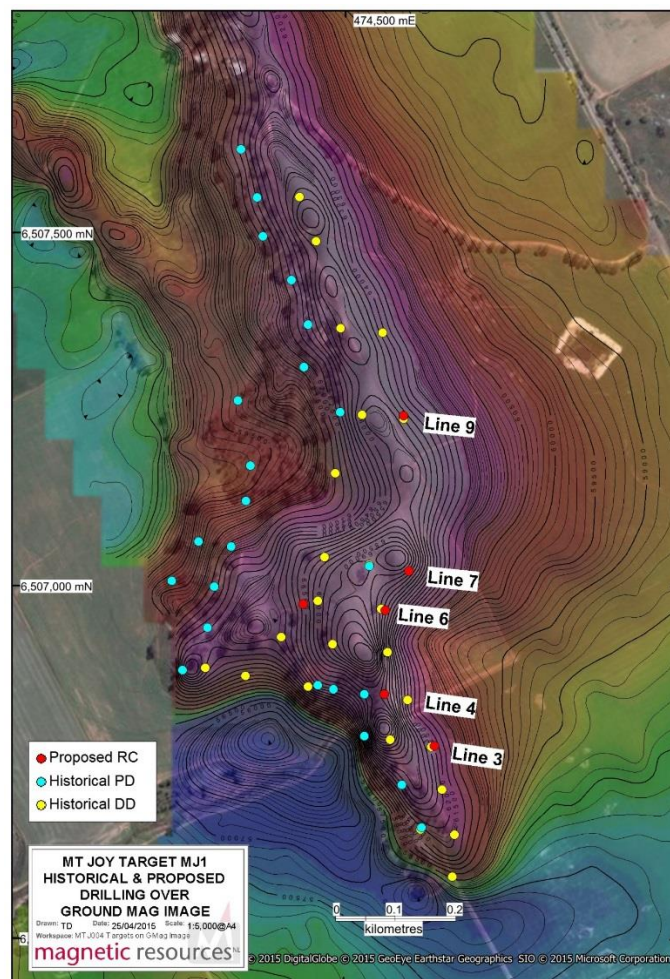 474,500 mE
6,507,500 mN
Line 9
6,507,000 mN
Line 7
Line 6
Line 4
Line 3
Proposed RC
Historical PD
Historical DD
MT JOY TARGET MJ1
HISTORICAL & PROPOSED
DRILLING OVER
GROUND MAG IMAGE
Drawn: TD Date: 25/04/2015 Scale: 1:5,000@A4
Workspace: MTJ004 Targets on GMag Image
magnetic resources NL
0 0.1 0.2
kilometres
6,
© 2015 DigitalGlobe © 2015 GeoEye Earthstar Geographics SIO © 2015 Microsoft Corporation